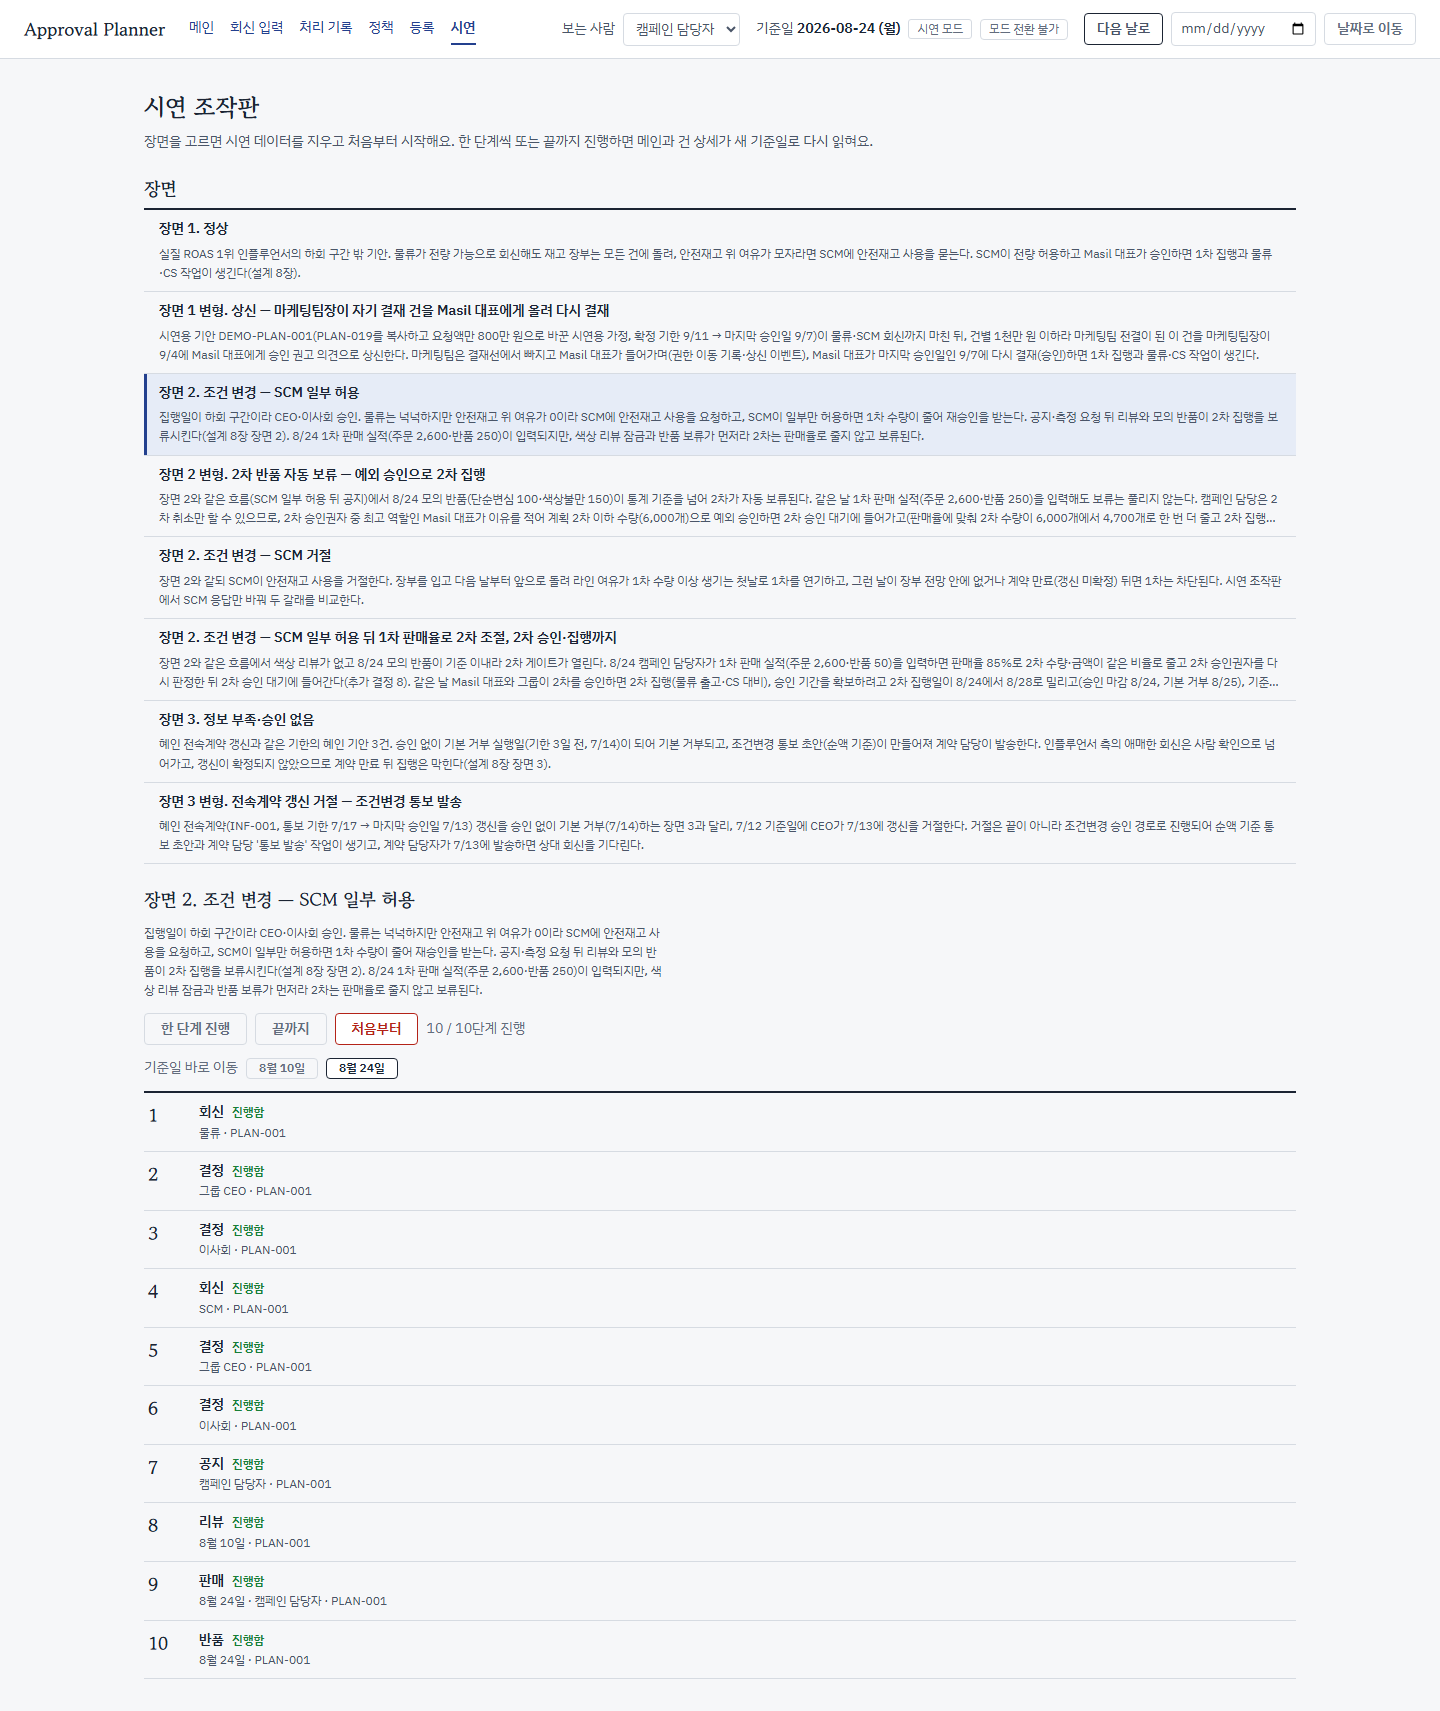 Approval Planner
메인 회신 입력 처리 기록 정책 등록 시연
보는 사람 캠페인 담당자 기준일 2026-08-24 (월) 시연 모드 모드 전환 불가 다음 날로 mm/dd/yyyy 날짜로 이동
시연 조작판
장면을 고르면 시연 데이터를 지우고 처음부터 시작해요. 한 단계씩 또는 끝까지 진행하면 메인과 건 상세가 새 기준일로 다시 읽혀요.
장면
장면 1. 정상
실질 ROAS 1위 인플루언서의 하회 구간 밖 기안. 물류가 전량 가능으로 회신해도 재고 장부는 모든 건에 돌려, 안전재고 위 여유가 모자라면 SCM에 안전재고 사용을 묻는다. SCM이 전량 허용하고 Masil 대표가 승인하면 1차 집행과 물류
·CS 작업이 생긴다(설계 8장).
장면 1 변형. 상신 — 마케팅팀장이 자기 결재 건을 Masil 대표에게 올려 다시 결재
시연용 기안 DEMO-PLAN-001(PLAN-019를 복사하고 요청액만 800만 원으로 바꾼 시연용 가정, 확정 기한 9/11 → 마지막 승인일 9/7)이 물류·SCM 회신까지 마친 뒤, 건별 1천만 원 이하라 마케팅팀 전결이 된 이 건을 마케팅팀장이
9/4에 Masil 대표에게 승인 권고 의견으로 상신한다. 마케팅팀은 결재선에서 빠지고 Masil 대표가 들어가며(권한 이동 기록·상신 이벤트), Masil 대표가 마지막 승인일인 9/7에 다시 결재(승인)하면 1차 집행과 물류·CS 작업이 생긴다.
장면 2. 조건 변경 — SCM 일부 허용
집행일이 하회 구간이라 CEO·이사회 승인. 물류는 넉넉하지만 안전재고 위 여유가 0이라 SCM에 안전재고 사용을 요청하고, SCM이 일부만 허용하면 1차 수량이 줄어 재승인을 받는다. 공지·측정 요청 뒤 리뷰와 모의 반품이 2차 집행을 보
류시킨다(설계 8장 장면 2). 8/24 1차 판매 실적(주문 2,600·반품 250)이 입력되지만, 색상 리뷰 잠금과 반품 보류가 먼저라 2차는 판매율로 줄지 않고 보류된다.
장면 2 변형. 2차 반품 자동 보류 — 예외 승인으로 2차 집행
장면 2와 같은 흐름(SCM 일부 허용 뒤 공지)에서 8/24 모의 반품(단순변심 100·색상불만 150)이 통계 기준을 넘어 2차가 자동 보류된다. 같은 날 1차 판매 실적(주문 2,600·반품 250)을 입력해도 보류는 풀리지 않는다. 캠페인 담당은 2
차 취소만 할 수 있으므로, 2차 승인권자 중 최고 역할인 Masil 대표가 이유를 적어 계획 2차 이하 수량(6,000개)으로 예외 승인하면 2차 승인 대기에 들어가고(판매율에 맞춰 2차 수량이 6,000개에서 4,700개로 한 번 더 줄고 2차 집행...
장면 2. 조건 변경 — SCM 거절
장면 2와 같되 SCM이 안전재고 사용을 거절한다. 장부를 입고 다음 날부터 앞으로 돌려 라인 여유가 1차 수량 이상 생기는 첫날로 1차를 연기하고, 그런 날이 장부 전망 안에 없거나 계약 만료(갱신 미확정) 뒤면 1차는 차단된다. 시연 조작판
에서 SCM 응답만 바꿔 두 갈래를 비교한다.
장면 2. 조건 변경 — SCM 일부 허용 뒤 1차 판매율로 2차 조절, 2차 승인·집행까지
장면 2와 같은 흐름에서 색상 리뷰가 없고 8/24 모의 반품이 기준 이내라 2차 게이트가 열린다. 8/24 캠페인 담당자가 1차 판매 실적(주문 2,600·반품 50)을 입력하면 판매율 85%로 2차 수량·금액이 같은 비율로 줄고 2차 승인권자를 다
시 판정한 뒤 2차 승인 대기에 들어간다(추가 결정 8). 같은 날 Masil 대표와 그룹이 2차를 승인하면 2차 집행(물류 출고·CS 대비), 승인 기간을 확보하려고 2차 집행일이 8/24에서 8/28로 밀리고(승인 마감 8/24, 기본 거부 8/25), 기준...
장면 3. 정보 부족·승인 없음
혜인 전속계약 갱신과 같은 기한의 혜인 기안 3건. 승인 없이 기본 거부 실행일(기한 3일 전, 7/14)이 되어 기본 거부되고, 조건변경 통보 초안(순액 기준)이 만들어져 계약 담당이 발송한다. 인플루언서 측의 애매한 회신은 사람 확인으로 넘
어가고, 갱신이 확정되지 않았으므로 계약 만료 뒤 집행은 막힌다(설계 8장 장면 3).
장면 3 변형. 전속계약 갱신 거절 — 조건변경 통보 발송
혜인 전속계약(INF-001, 통보 기한 7/17 → 마지막 승인일 7/13) 갱신을 승인 없이 기본 거부(7/14)하는 장면 3과 달리, 7/12 기준일에 CEO가 7/13에 갱신을 거절한다. 거절은 끝이 아니라 조건변경 승인 경로로 진행되어 순액 기준 통
보 초안과 계약 담당 '통보 발송' 작업이 생기고, 계약 담당자가 7/13에 발송하면 상대 회신을 기다린다.
장면 2. 조건 변경 — SCM 일부 허용
집행일이 하회 구간이라 CEO·이사회 승인. 물류는 넉넉하지만 안전재고 위 여유가 0이라 SCM에 안전재고 사
용을 요청하고, SCM이 일부만 허용하면 1차 수량이 줄어 재승인을 받는다. 공지·측정 요청 뒤 리뷰와 모의 반
품이 2차 집행을 보류시킨다(설계 8장 장면 2). 8/24 1차 판매 실적(주문 2,600·반품 250)이 입력되지만, 색
상 리뷰 잠금과 반품 보류가 먼저라 2차는 판매율로 줄지 않고 보류된다.
한 단계 진행 끝까지 처음부터 10 / 10단계 진행
기준일 바로 이동 8월 10일 8월 24일
1 회신 진행함
물류 · PLAN-001
2 결정 진행함
그룹 CEO · PLAN-001
3 결정 진행함
이사회 · PLAN-001
4 회신 진행함
SCM · PLAN-001
5 결정 진행함
그룹 CEO · PLAN-001
6 결정 진행함
이사회 · PLAN-001
7 공지 진행함
캠페인 담당자 · PLAN-001
8 리뷰 진행함
8월 10일 · PLAN-001
9 판매 진행함
8월 24일 · 캠페인 담당자 · PLAN-001
10 반품 진행함
8월 24일 · PLAN-001